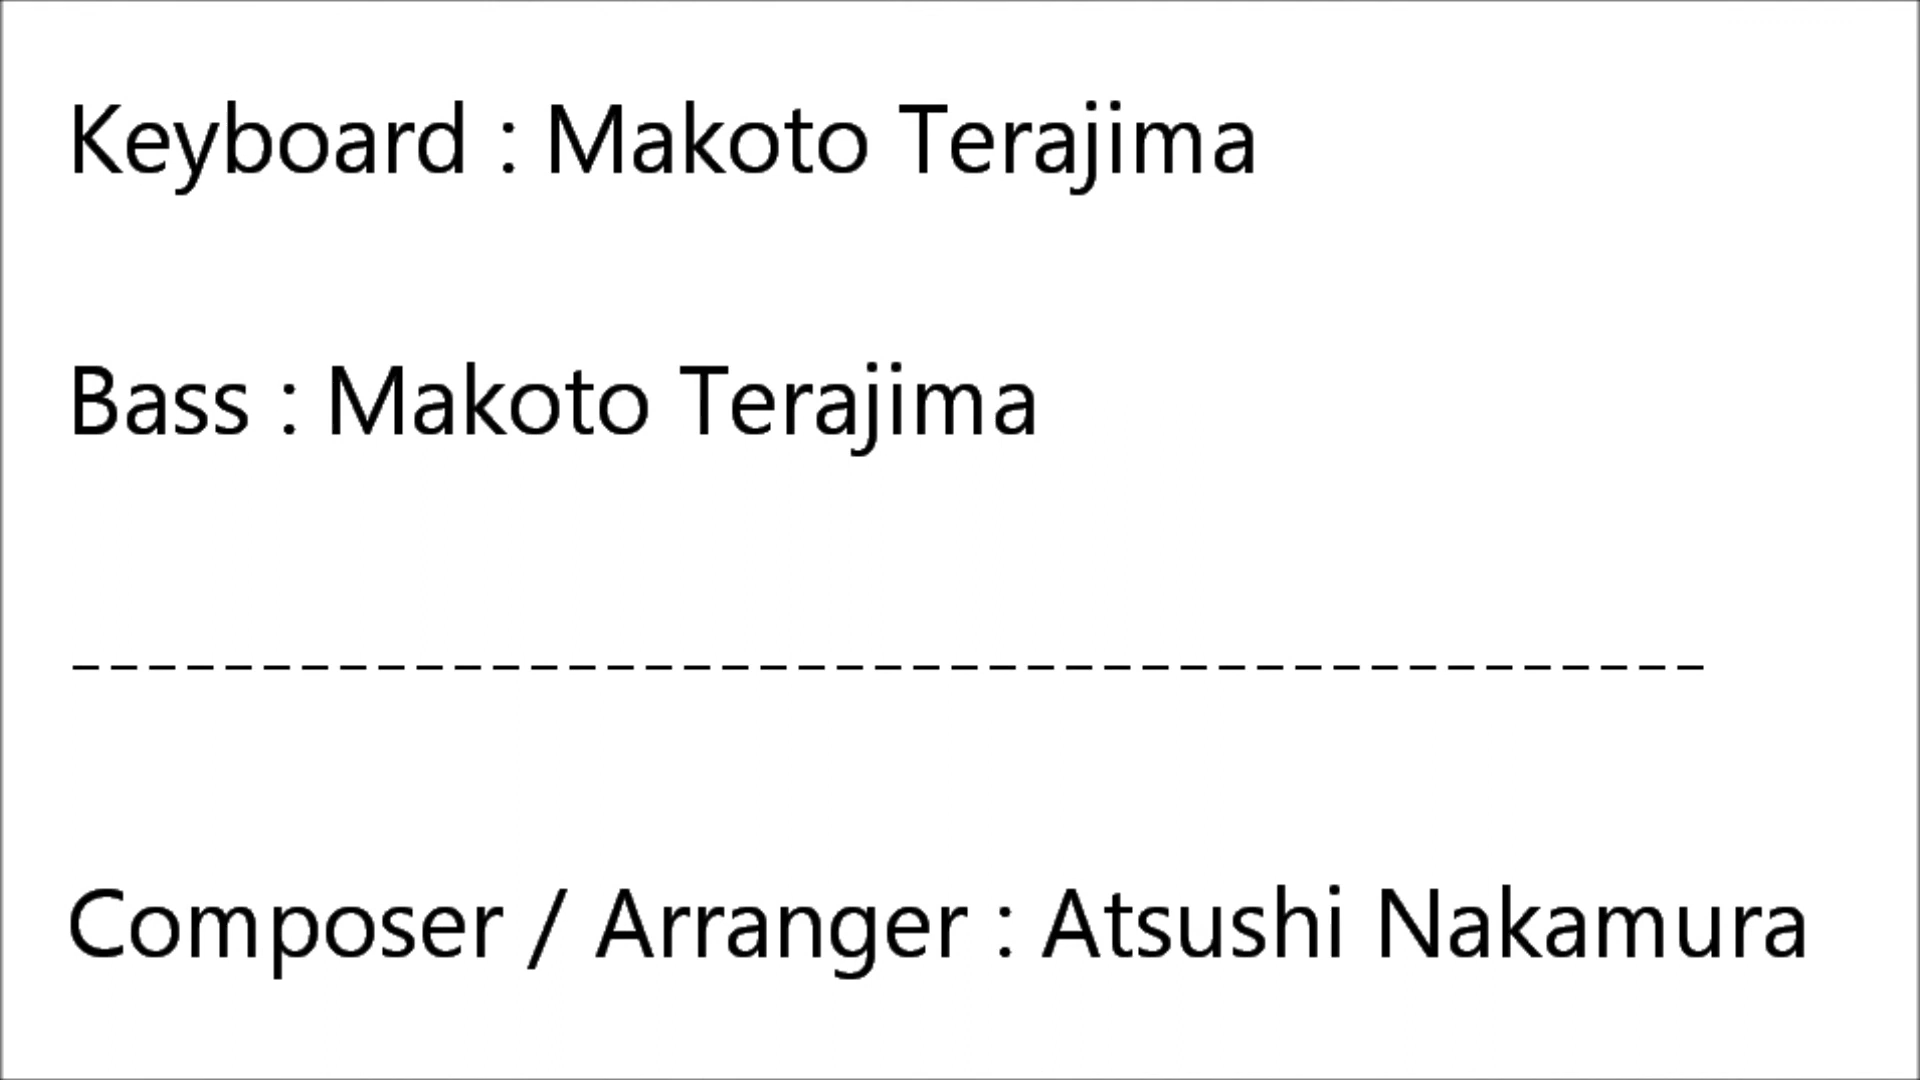 Keyboard : Makoto Terajima
Bass : Makoto Terajima
-------------------------------------------
Composer / Arranger : Atsushi Nakamura